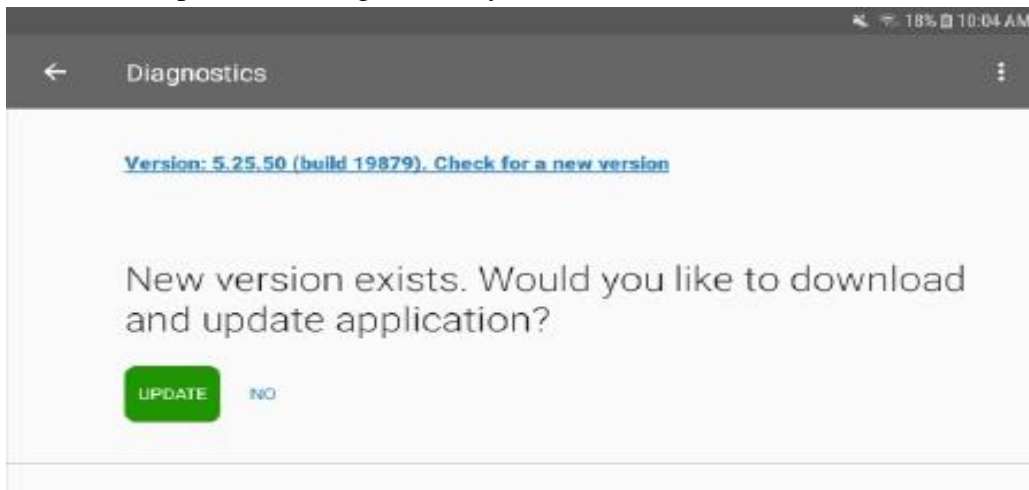 18% 10:04 AM
Diagnostics
Version: 5.25.50 (build 19879). Check for a new version
New version exists. Would you like to download
and update application?
UPDATE NO